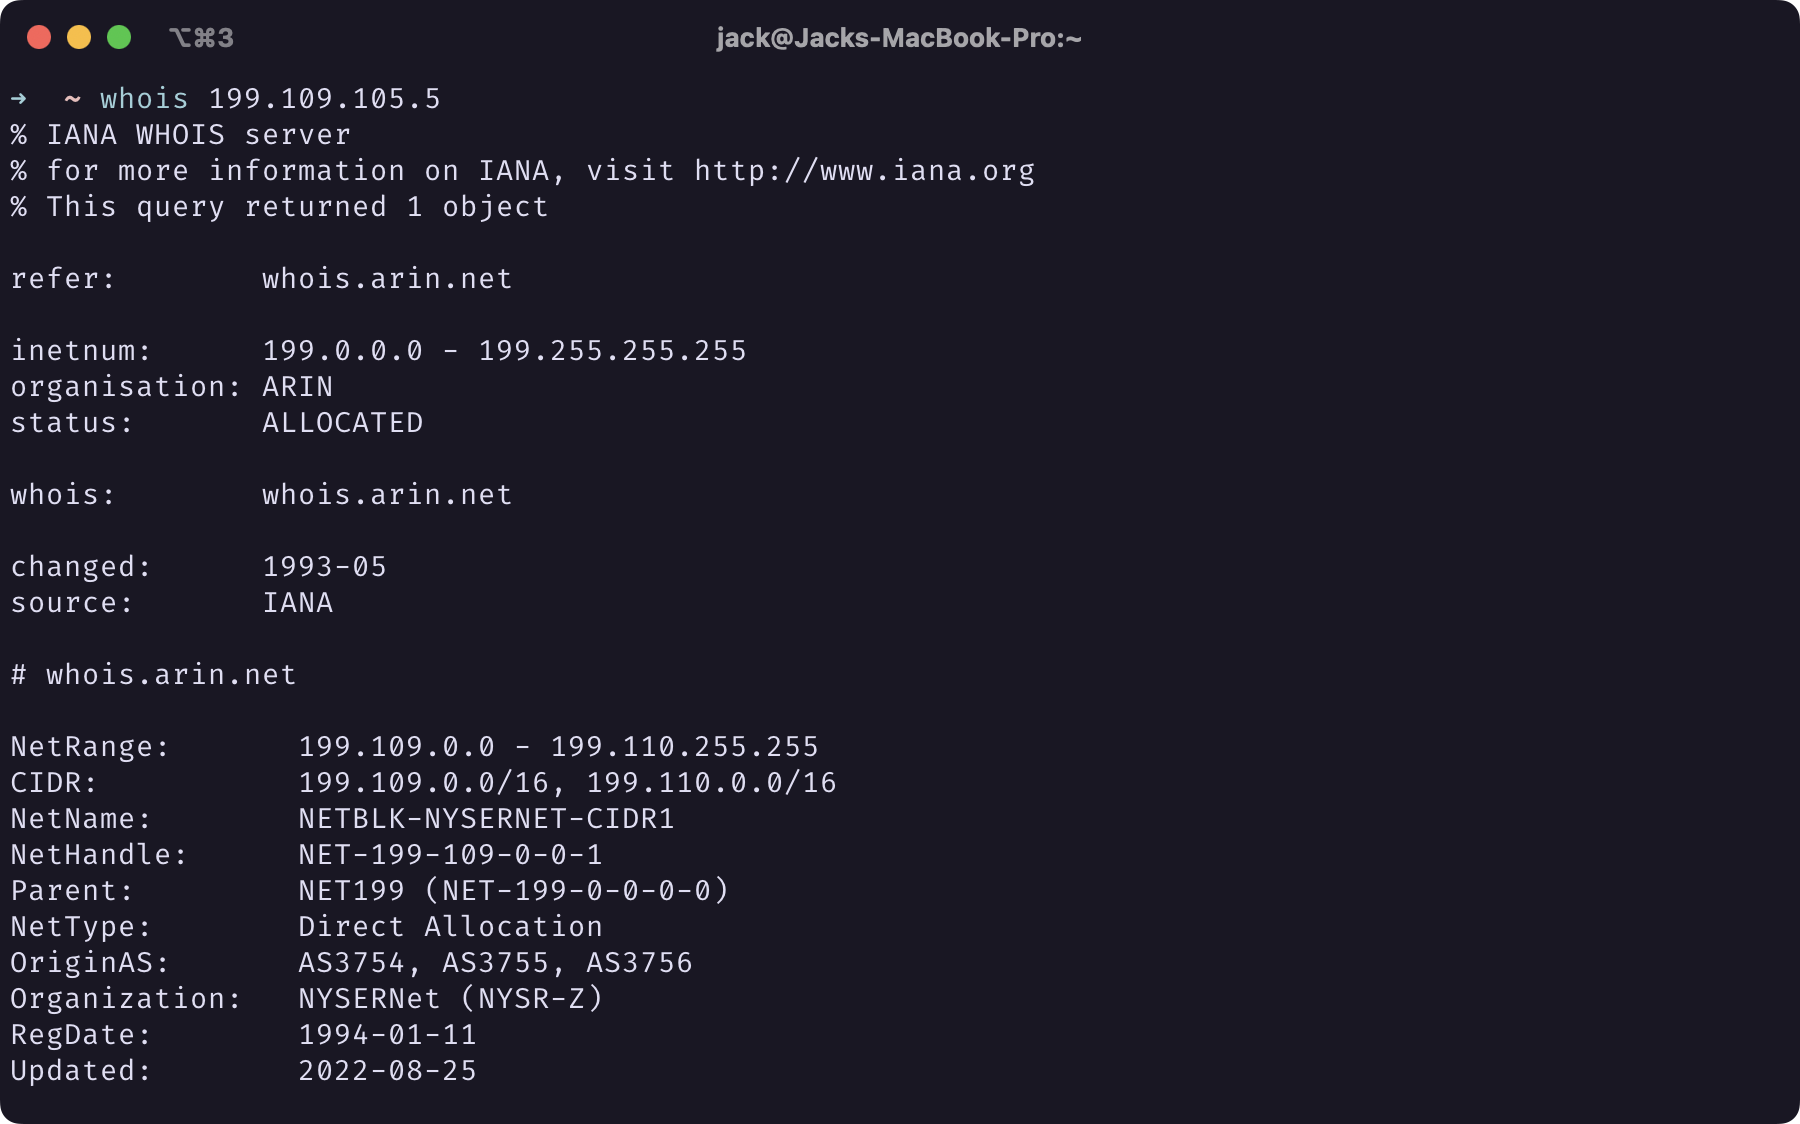 ⌥⌘3
jack@Jacks-MacBook-Pro:~
➜  ~ whois 199.109.105.5
% IANA WHOIS server
% for more information on IANA, visit http://www.iana.org
% This query returned 1 object

refer:        whois.arin.net

inetnum:      199.0.0.0 - 199.255.255.255
organisation: ARIN
status:       ALLOCATED

whois:        whois.arin.net

changed:      1993-05
source:       IANA

# whois.arin.net

NetRange:       199.109.0.0 - 199.110.255.255
CIDR:           199.109.0.0/16, 199.110.0.0/16
NetName:        NETBLK-NYSERNET-CIDR1
NetHandle:      NET-199-109-0-0-1
Parent:         NET199 (NET-199-0-0-0-0)
NetType:        Direct Allocation
OriginAS:       AS3754, AS3755, AS3756
Organization:   NYSERNet (NYSR-Z)
RegDate:        1994-01-11
Updated:        2022-08-25